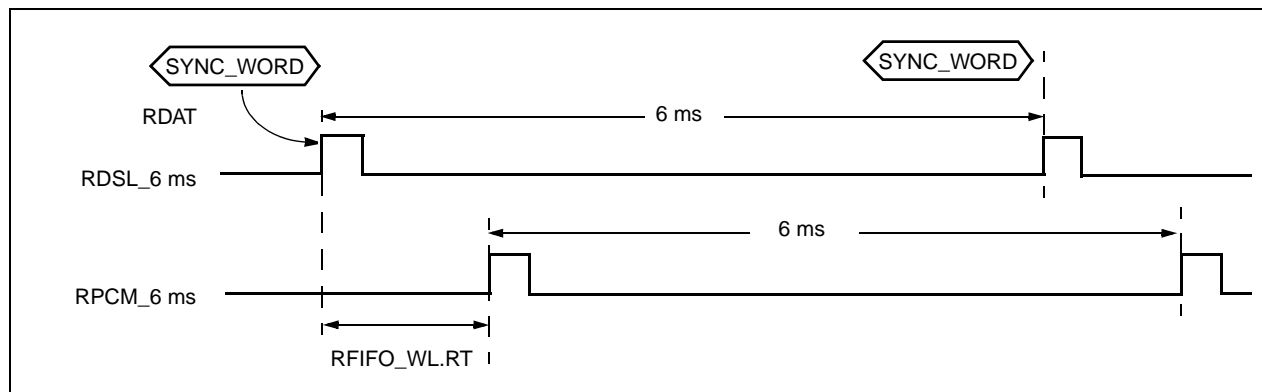 SYNC_WORD
SYNC_WORD
RDAT
6 ms
RDSL_6 ms
6 ms
RPCM_6 ms
RFIFO_WL.RT